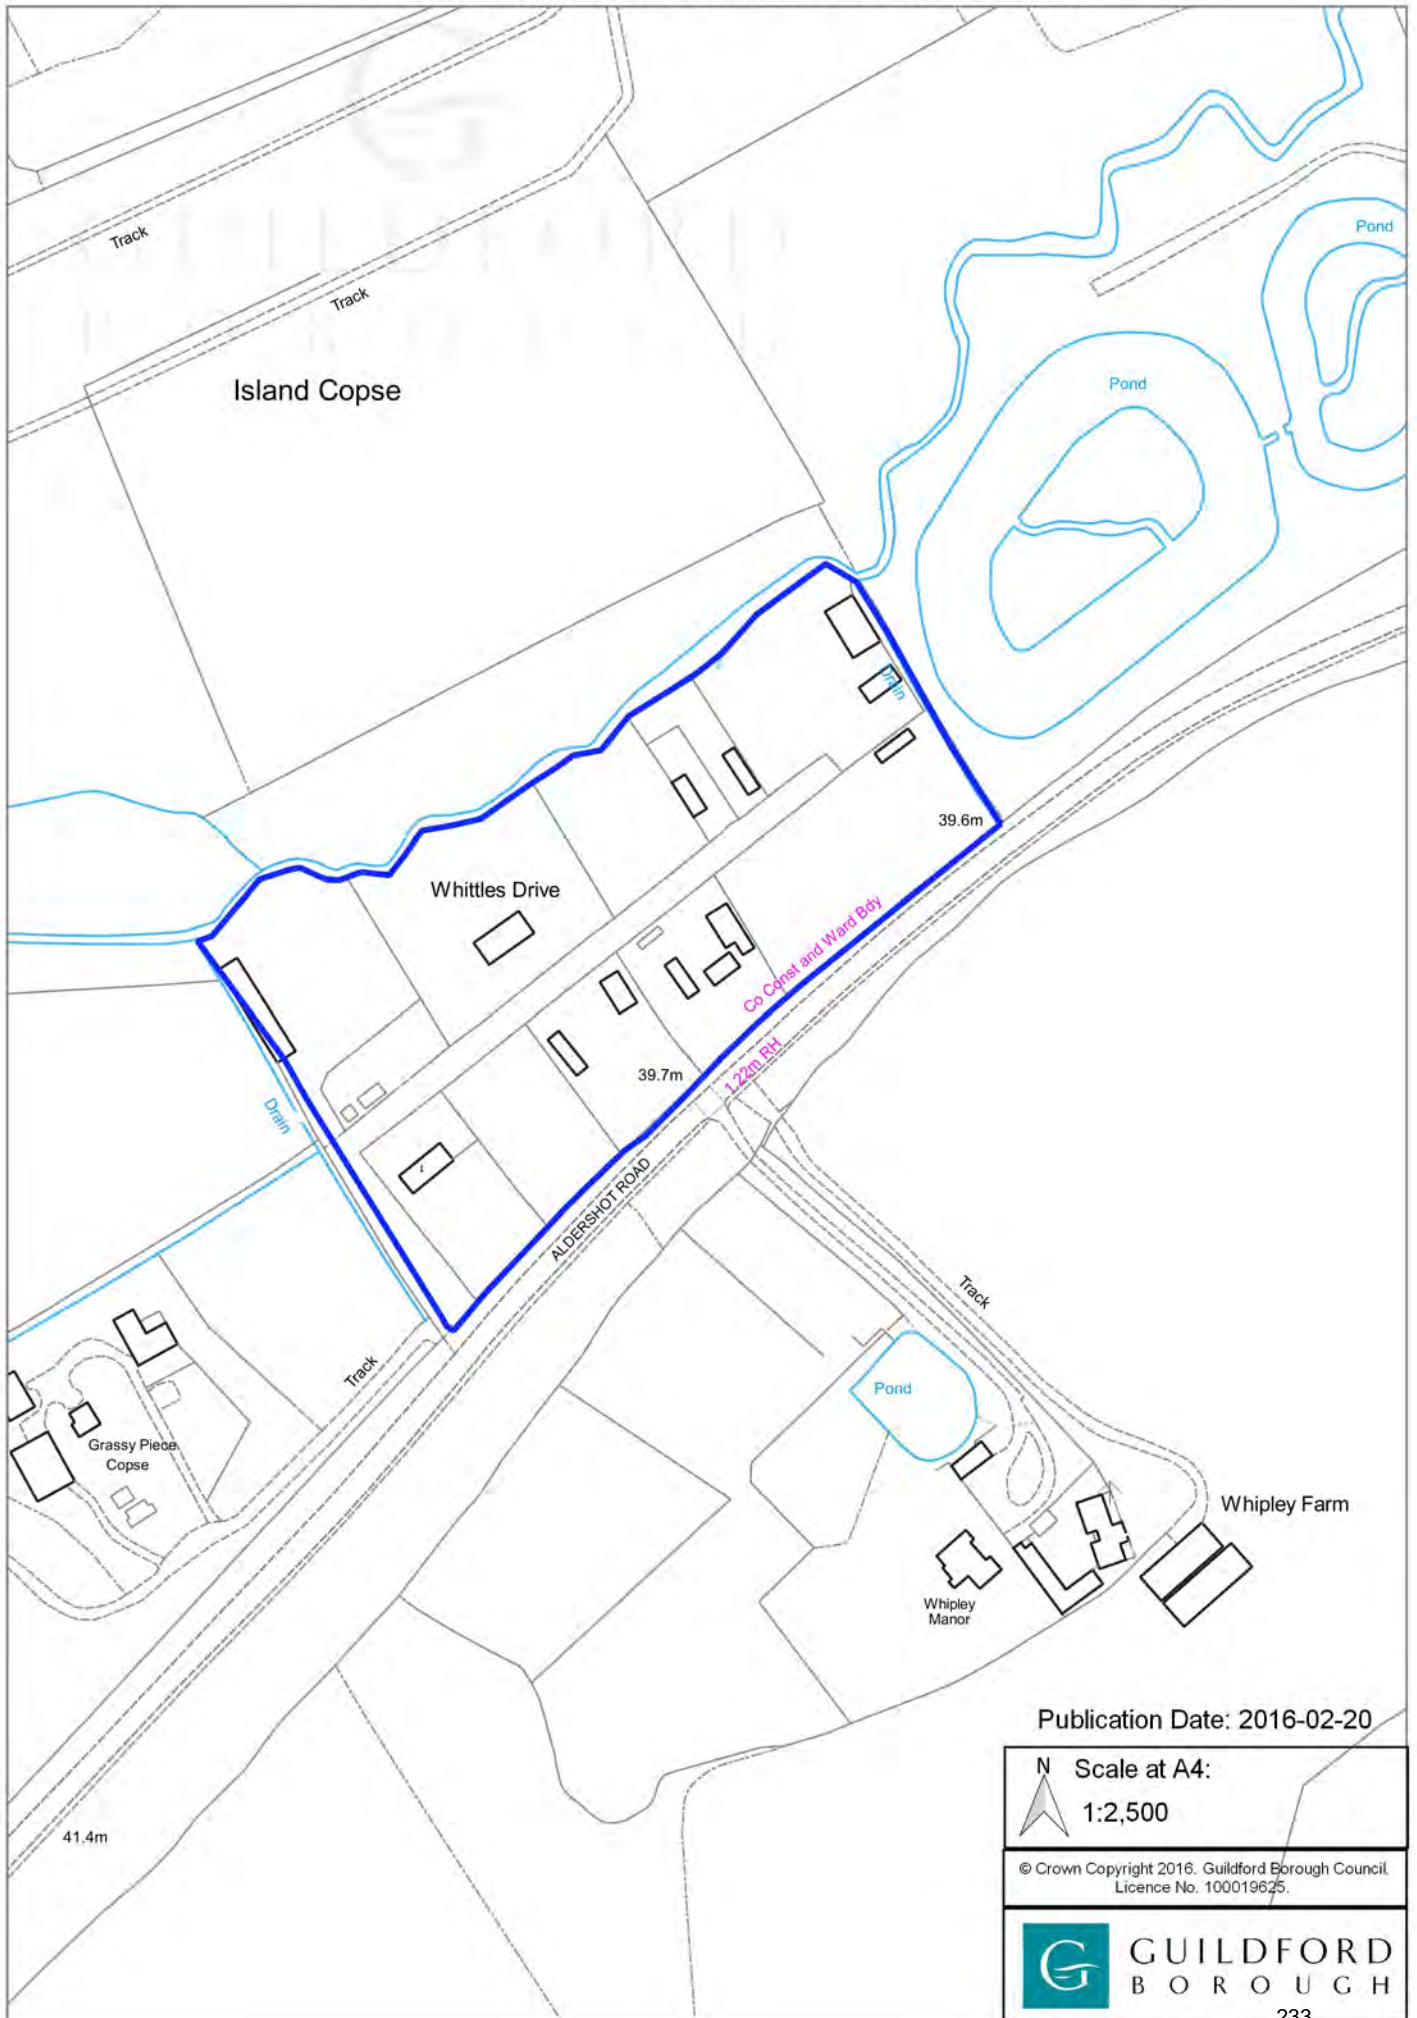 GUILDFORD
BOROUGH
Track
Pond
Track
Island Copse
Pond
Drain
39.6m
Whittles Drive
Co Const and Ward Bdy
1.22m RH
39.7m
Drain
ALDERSHOT ROAD
Track
Track
Pond
Grassy Piece
Copse
Whipley Farm
Whipley
Manor
41.4m
Publication Date: 2016-02-20
N
Scale at A4:
1:2,500
© Crown Copyright 2016. Guildford Borough Council.
Licence No. 100019625.
G
GUILDFORD
BOROUGH
233